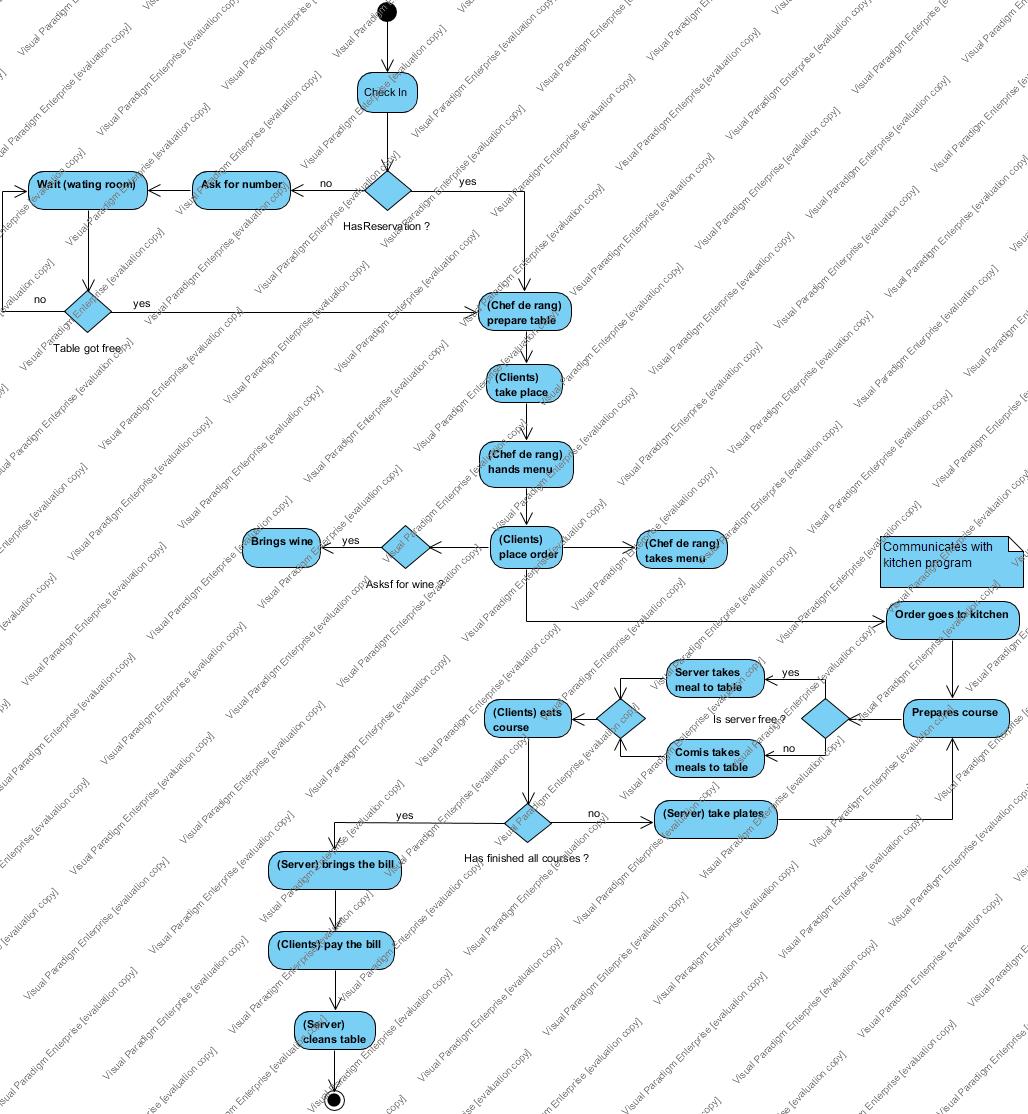 Check In
Wait (wating room)
Ask for number
no
yes
HasReservation ?
no
yes
Table got free
(Chef de rang)
prepare table
(Clients)
take place
(Chef de rang)
hands menu
Brings wine
yes
Asksf for wine ?
(Clients)
place order
(Chef de rang)
takes menu
Communicates with
kitchen program
Order goes to kitchen
Server takes
meal to table
yes
(Clients) eats
course
Is server free ?
Prepares course
Comis takes
meals to table
no
yes
no
(Server) take plates
Has finished all courses ?
(Server) brings the bill
(Clients) pay the bill
(Server)
cleans table
Visual Paradigm Enterprise [evaluation copy]